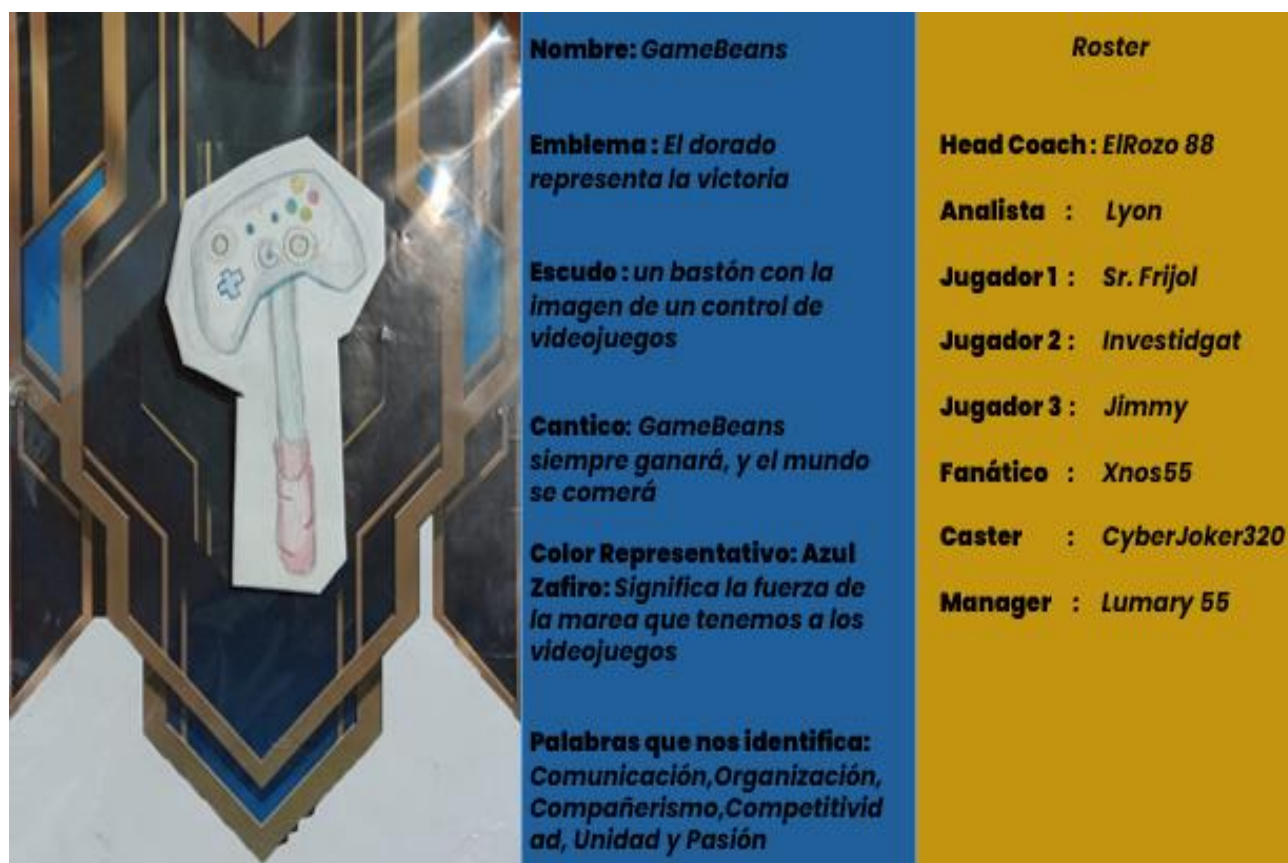 Nombre: GameBeans
Emblema : El dorado
representa la victoria
Escudo : un bastón con la
imagen de un control de
videojuegos
Cantico: GameBeans
siempre ganará, y el mundo
se comerá
Color Representativo: Azul
Zafiro: Significa la fuerza de
la marea que tenemos a los
videojuegos
Palabras que nos identifica:
Comunicación,Organización,
Compañerismo,Competitivid
ad, Unidad y Pasión
Roster
Head Coach : ElRozo 88
Analista : Lyon
Jugador 1 : Sr. Frijol
Jugador 2 : Investidgat
Jugador 3 : Jimmy
Fanático : Xnos55
Caster : CyberJoker320
Manager : Lumary 55